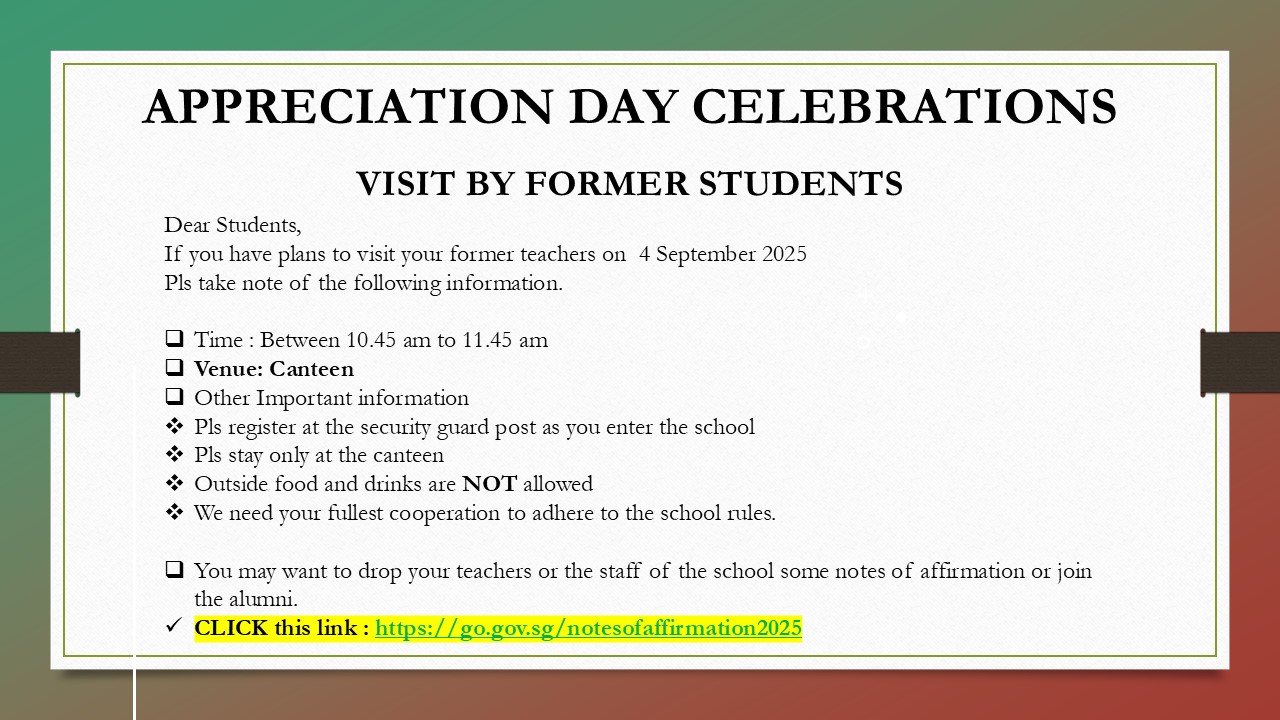 APPRECIATION DAY CELEBRATIONS
VISIT BY FORMER STUDENTS
Dear Students,
If you have plans to visit your former teachers on  4 September 2025
Pls take note of the following information.
❑ Time : Between 10.45 am to 11.45 am
❑ Venue: Canteen
❑ Other Important information
❖ Pls register at the security guard post as you enter the school
❖ Pls stay only at the canteen
❖ Outside food and drinks are NOT allowed
❖ We need your fullest cooperation to adhere to the school rules.
❑ You may want to drop your teachers or the staff of the school some notes of affirmation or join
the alumni.
✓ CLICK this link : https://go.gov.sg/notesofaffirmation2025